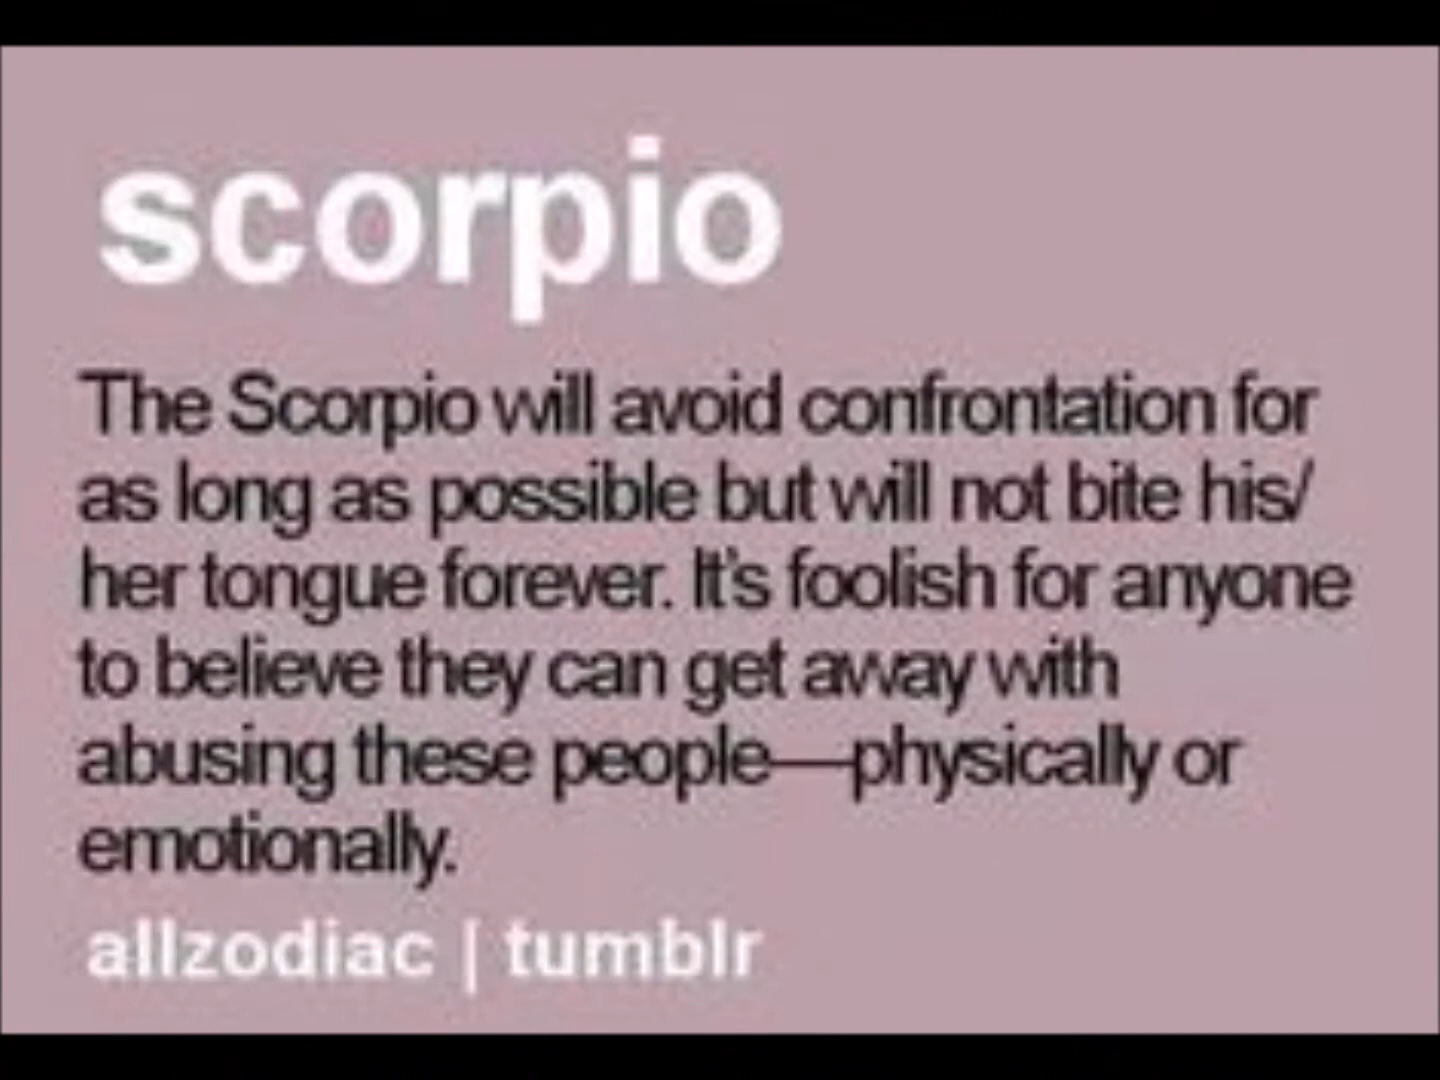 scorpio
The Scorpio will avoid confrontation for
as long as possible but will not bite his/
her tongue forever. It's foolish for anyone
to believe they can get away with
abusing these people—physically or
emotionally.
allzodiac | tumblr